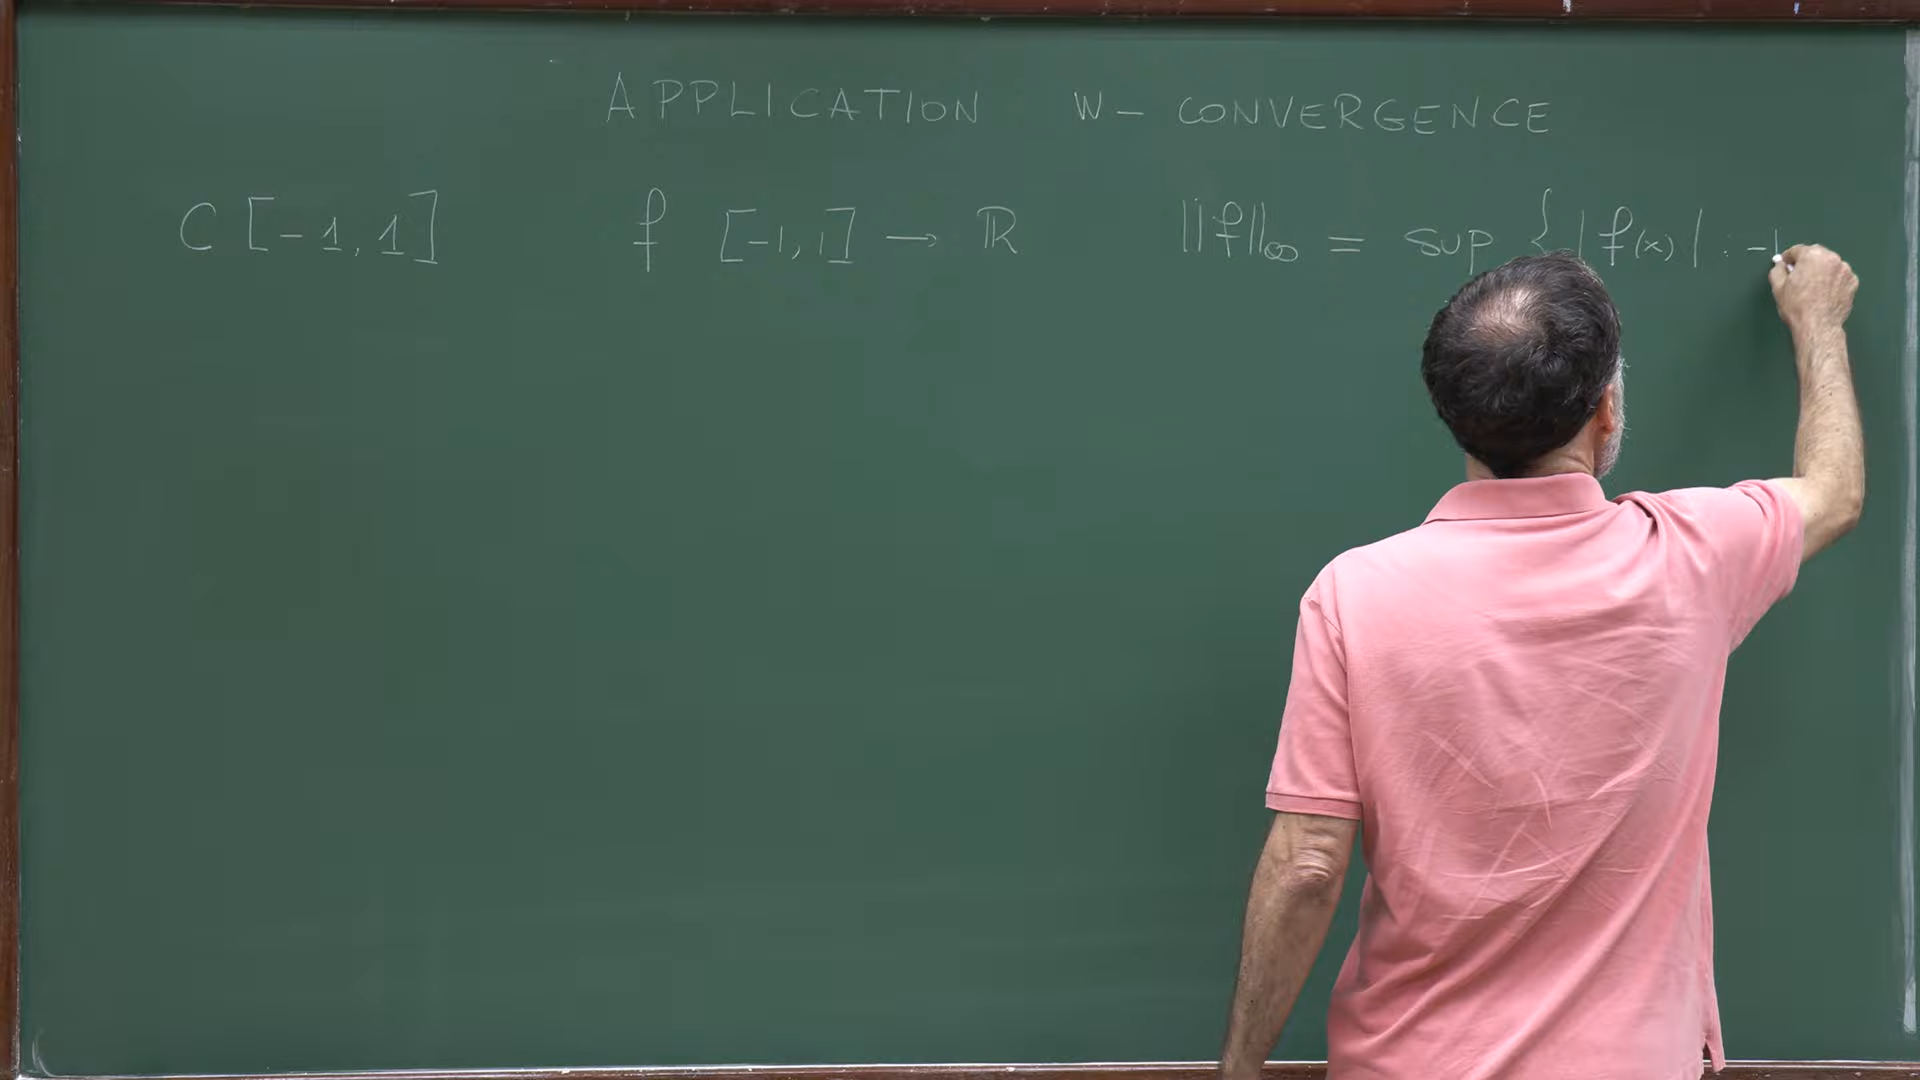 APPLICATION W- CONVERGENCE
C [-1, 1] f [-1, 1] → ℝ ||f||∞ = sup { |f(x)| : -1